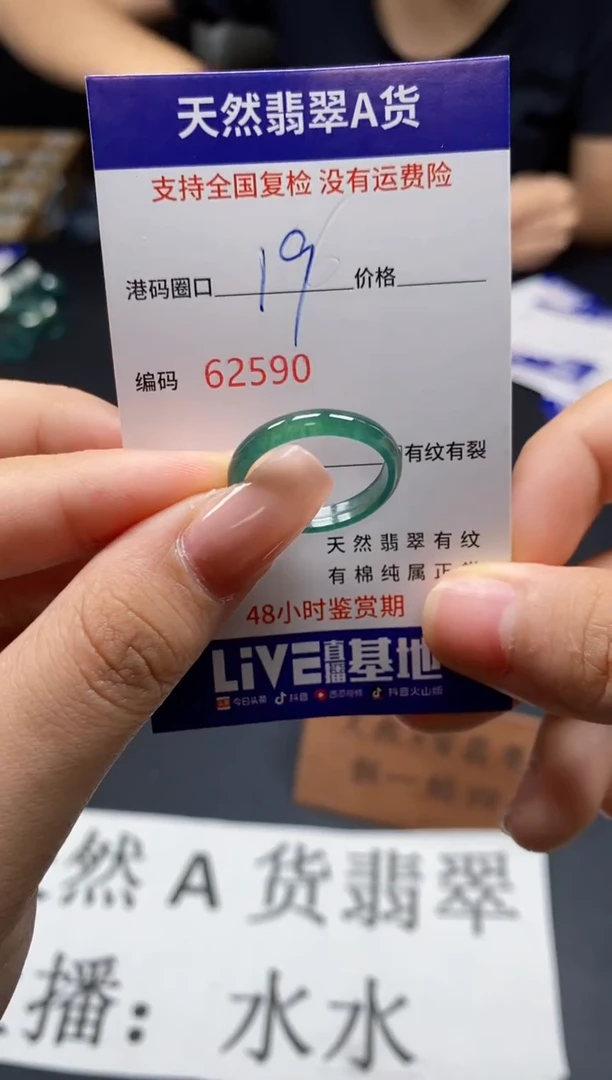 天然翡翠A货
支持全国复检 没有运费险
港码圈口 19 价格
编码 62590
有纹有裂
天然翡翠有纹
有棉纯属正
48小时鉴赏期
LiVE直播基地
今日头条 抖音 西瓜视频 抖音火山版
然A货翡翠
播：水水